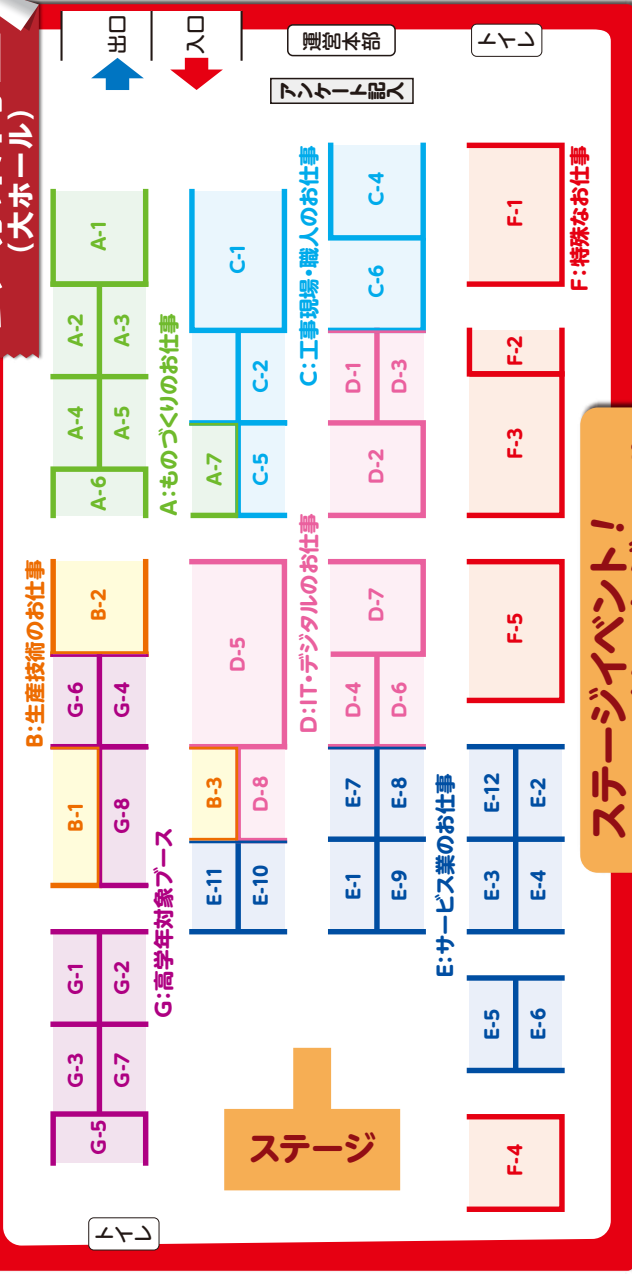 (大ホール)
出口
入口
運営本部
トイレ
アンケート記入
A:ものづくりのお仕事
A-1
A-2
A-3
A-4
A-5
A-6
A-7
B:生産技術のお仕事
B-1
B-2
B-3
C:工事現場・職人のお仕事
C-1
C-2
C-4
C-5
C-6
D:IT・デジタルのお仕事
D-1
D-2
D-3
D-4
D-5
D-6
D-7
D-8
E:サービス業のお仕事
E-1
E-2
E-3
E-4
E-5
E-6
E-7
E-8
E-9
E-10
E-11
E-12
F:特殊なお仕事
F-1
F-2
F-3
F-4
F-5
G:高学年対象ブース
G-1
G-2
G-3
G-4
G-5
G-6
G-7
G-8
ステージ
トイレ
ステージイベント!